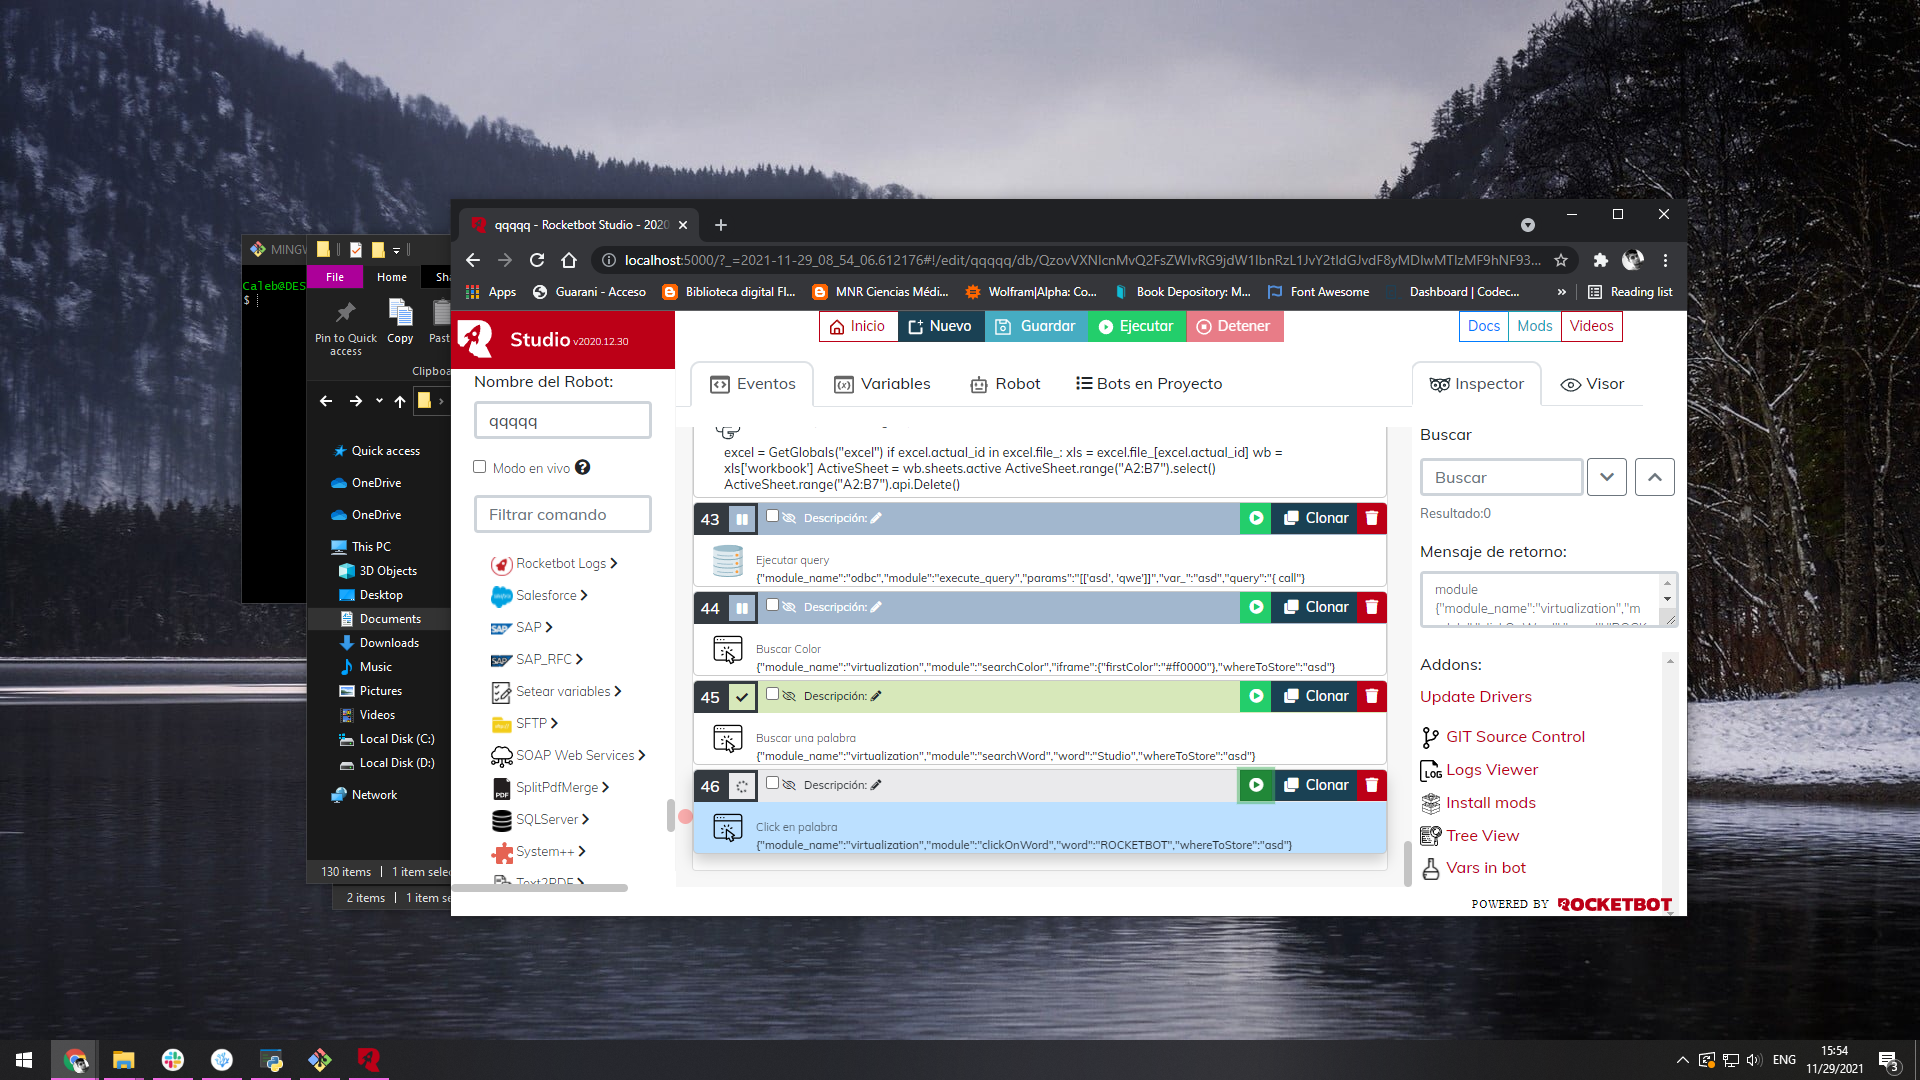 qqqqq - Rocketbot Studio - 2020
MINGW
File
Home
Sh
localhost:5000/?_=2021-11-29_08_54_06.612176#!/edit/qqqqq/db/
Caleb@DES
$
Apps
Guarani - Acceso
Biblioteca digital FI...
MNR Ciencias Médi...
Wolfram|Alpha: Co...
Book Depository: M...
Font Awesome
Dashboard | Codec...
»
Reading list
Pin to Quick
access
Copy
Past
Clipboa
Studio v2020.12.30
Inicio
Nuevo
Guardar
Ejecutar
Detener
Docs
Mods
Videos
Nombre del Robot:
qqqqq
Modo en vivo
Filtrar comando
Eventos
Variables
Robot
Bots en Proyecto
Inspector
Visor
Quick access
OneDrive
OneDrive
This PC
3D Objects
Desktop
Documents
Downloads
Music
Pictures
Videos
Local Disk (C:)
Local Disk (D:)
Network
130 items
1 item selec
2 items
1 item se
Rocketbot Logs
Salesforce
SAP
SAP_RFC
Setear variables
SFTP
SOAP Web Services
SplitPdfMerge
SQLServer
System++
Text2PDF
excel = GetGlobals("excel") if excel.actual_id in excel.file_: xls = excel.file_[excel.actual_id] wb =
xls['workbook'] ActiveSheet = wb.sheets.active ActiveSheet.range("A2:B7").select()
ActiveSheet.range("A2:B7").api.Delete()
43
Descripción:
Clonar
Ejecutar query
{"module_name":"odbc","module":"execute_query","params":"[['asd', 'qwe']]","var_":"asd","query":"{ call"}
44
Descripción:
Clonar
Buscar Color
{"module_name":"virtualization","module":"searchColor","iframe":{"firstColor":"#ff0000"},"whereToStore":"asd"}
45
Descripción:
Clonar
Buscar una palabra
{"module_name":"virtualization","module":"searchWord","word":"Studio","whereToStore":"asd"}
46
Descripción:
Clonar
Click en palabra
{"module_name":"virtualization","module":"clickOnWord","word":"ROCKETBOT","whereToStore":"asd"}
Buscar
Buscar
Resultado:0
Mensaje de retorno:
module
{"module_name":"virtualization","m
Addons:
Update Drivers
GIT Source Control
Logs Viewer
Install mods
Tree View
Vars in bot
POWERED BY ROCKETBOT
ENG
15:54
11/29/2021
3